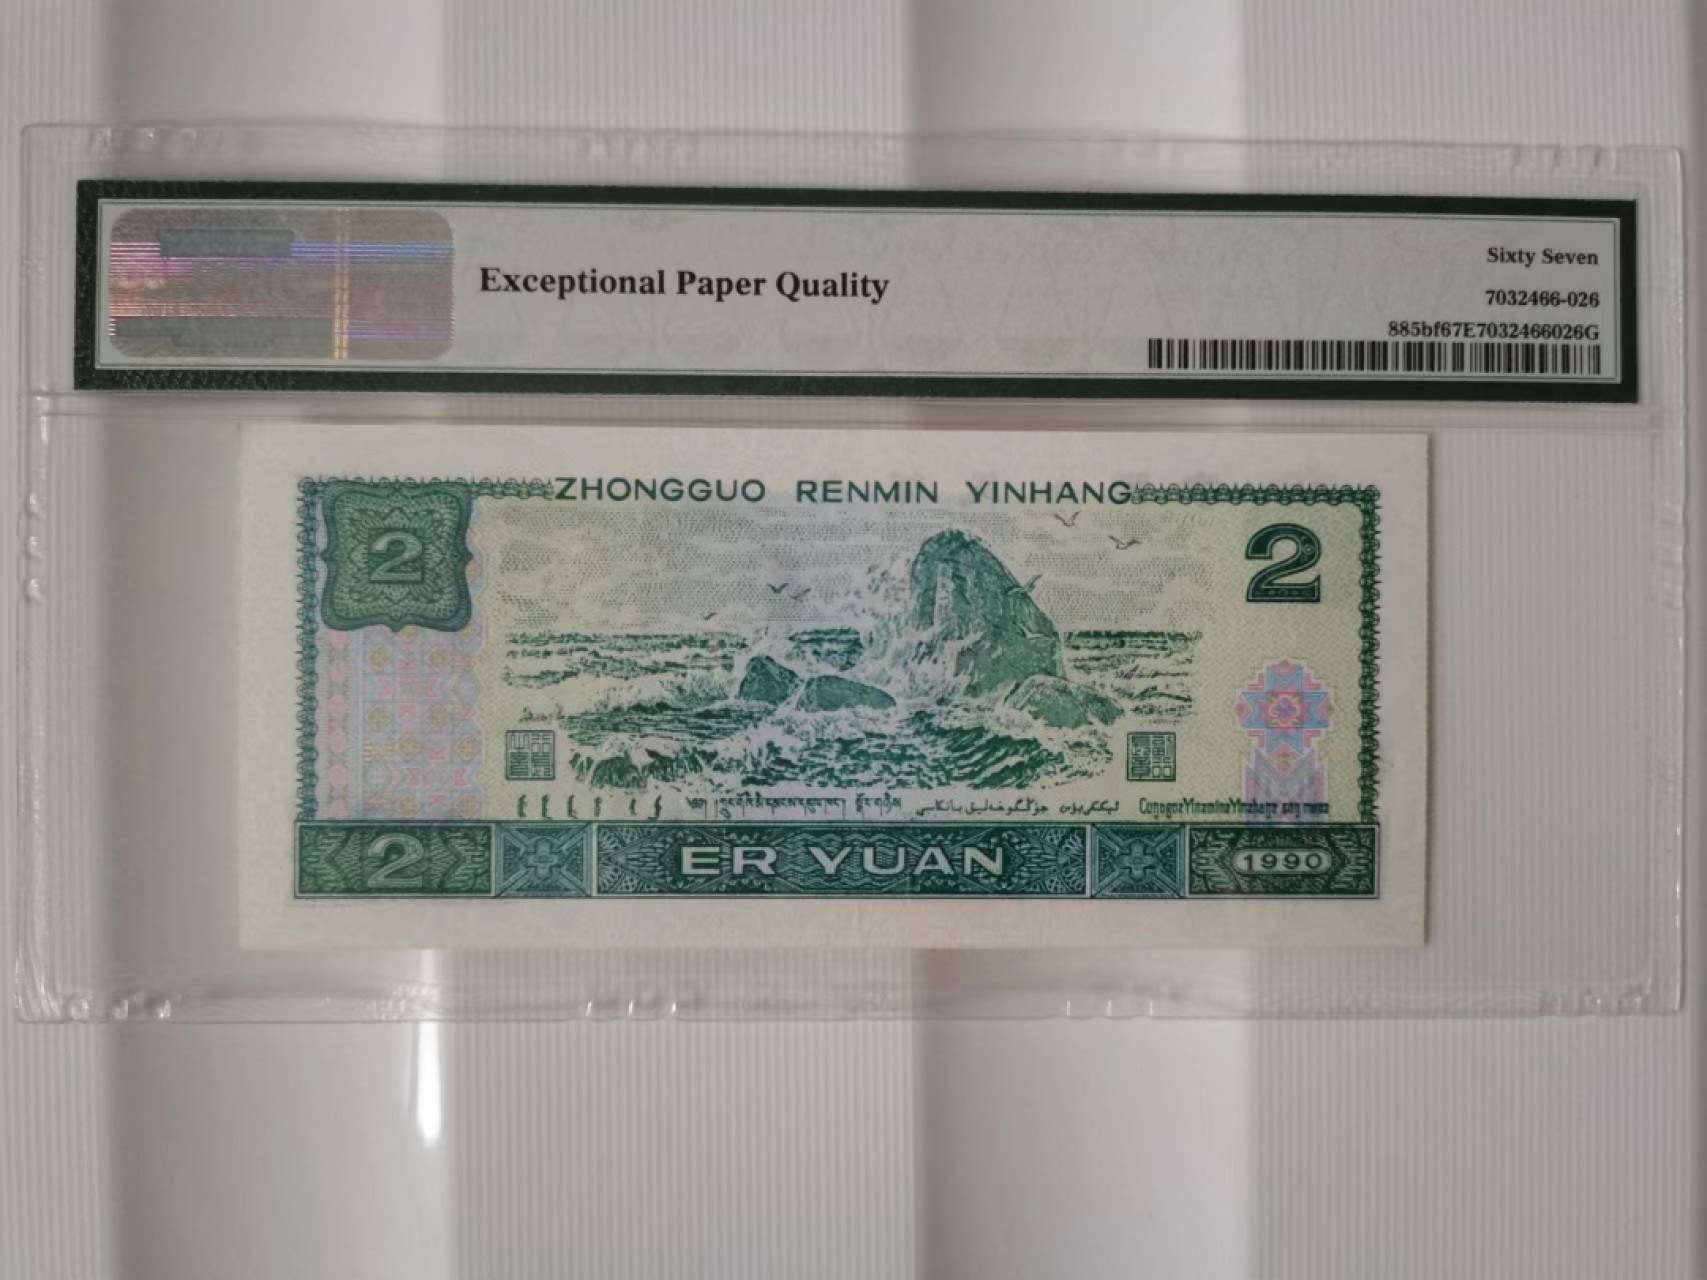 Exceptional Paper Quality
Sixty Seven
7032466-026
885bf67E7032466026G
ZHONGGUO RENMIN YINHANG
2
2
2
ER YUAN
1990